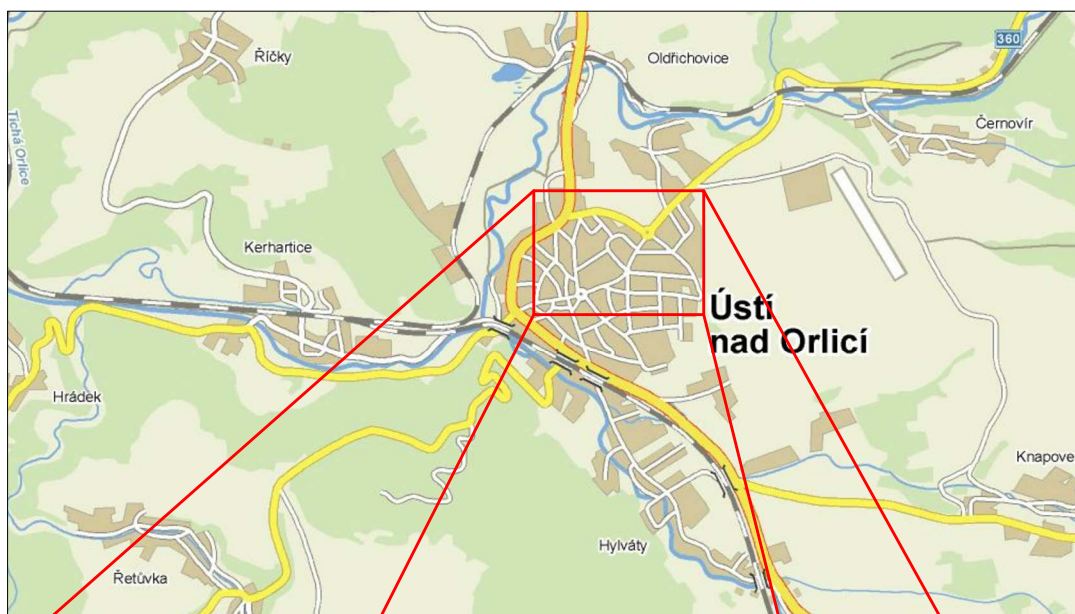 Říčky
Oldřichovice
360
Černovír
Tichá Orlice
Kerhartice
Ústí
nad Orlicí
Hrádek
Knapove
Hylváty
Řetůvka